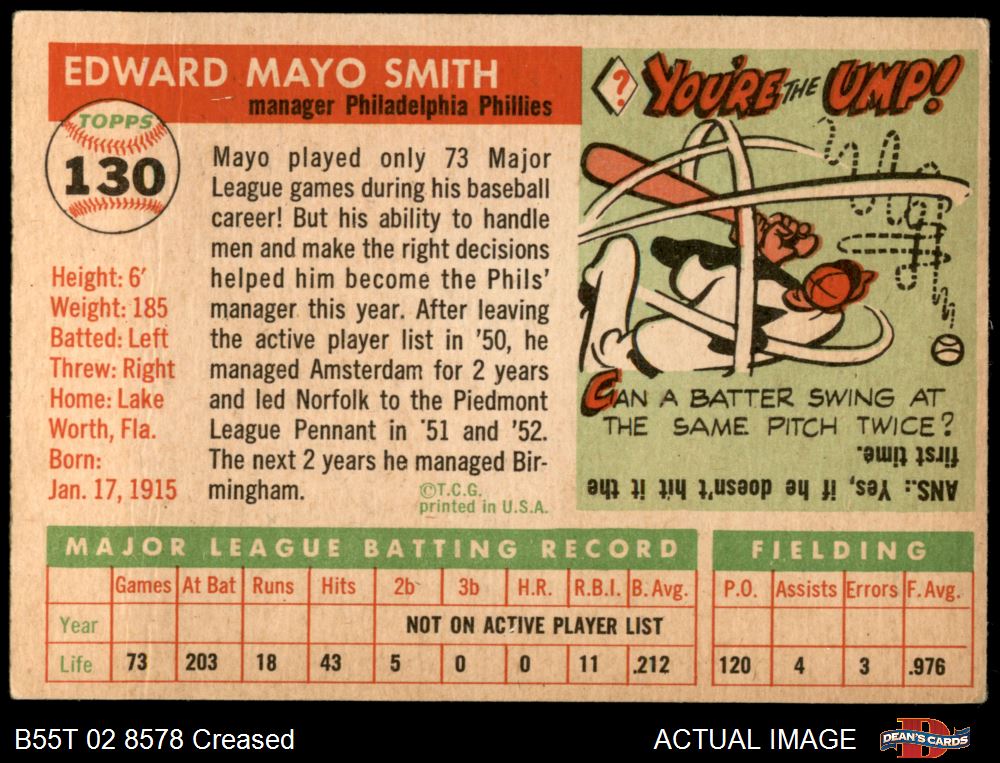 EDWARD MAYO SMITH
manager Philadelphia Phillies
TOPPS
130
Height: 6′
Weight: 185
Batted: Left
Threw: Right
Home: Lake
Worth, Fla.
Born:
Jan. 17, 1915
Mayo played only 73 Major
League games during his baseball
career! But his ability to handle
men and make the right decisions
helped him become the Phils'
manager this year. After leaving
the active player list in '50, he
managed Amsterdam for 2 years
and led Norfolk to the Piedmont
League Pennant in '51 and '52.
The next 2 years he managed Bir-
mingham.
©T.C.G.
printed in U.S.A.
?
YOU'RE THE UMP!
CAN A BATTER SWING AT
THE SAME PITCH TWICE?
ANS.: Yes, if he doesn't hit it the
first time.
MAJOR LEAGUE BATTING RECORD
Games At Bat Runs Hits 2b 3b H.R. R.B.I. B. Avg.
Year NOT ON ACTIVE PLAYER LIST
Life 73 203 18 43 5 0 0 11 .212
FIELDING
P.O. Assists Errors F. Avg.
120 4 3 .976
B55T 02 8578 Creased
ACTUAL IMAGE
D
DEAN'S CARDS